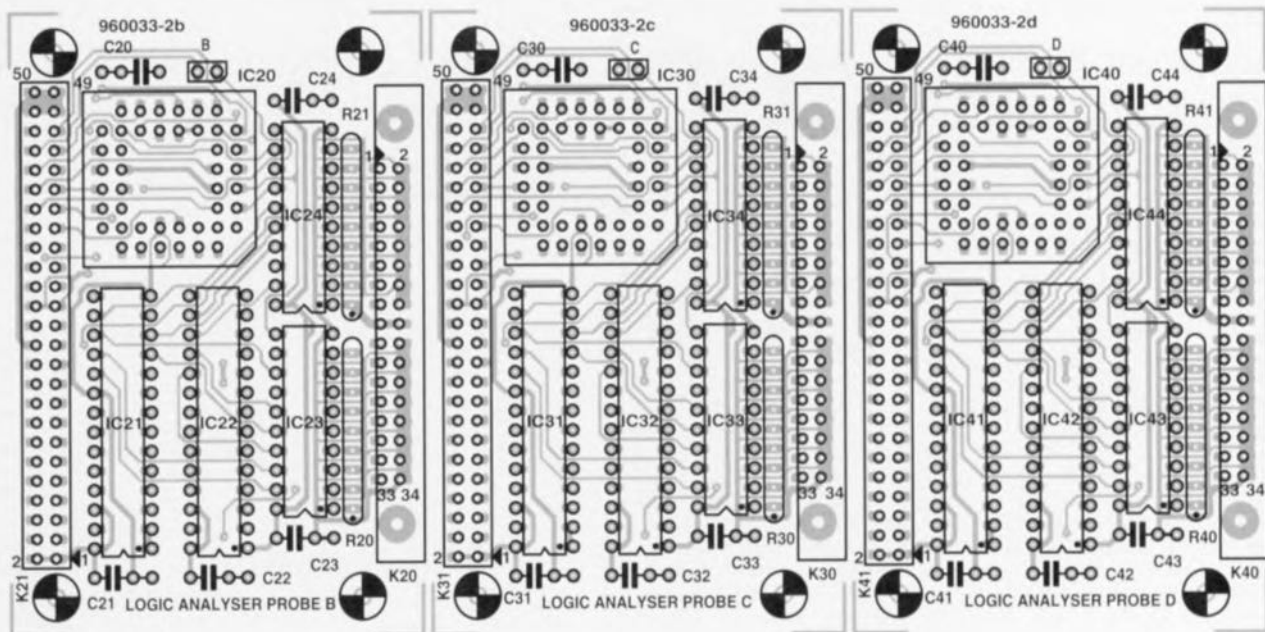 960033-2b
C20
B
IC20
50
49
C24
R21
1
2
IC24
IC21
IC22
IC23
33 34
2
1
R20
C23
C22
K21
C21
K20
LOGIC ANALYSER PROBE B
960033-2c
C30
C
IC30
50
49
C34
R31
1
2
IC34
IC31
IC32
IC33
33 34
2
1
R30
C33
C32
K31
C31
K30
LOGIC ANALYSER PROBE C
960033-2d
C40
D
IC40
50
49
C44
R41
1
2
IC44
IC41
IC42
IC43
33 34
2
1
R40
C43
C42
K41
C41
K40
LOGIC ANALYSER PROBE D